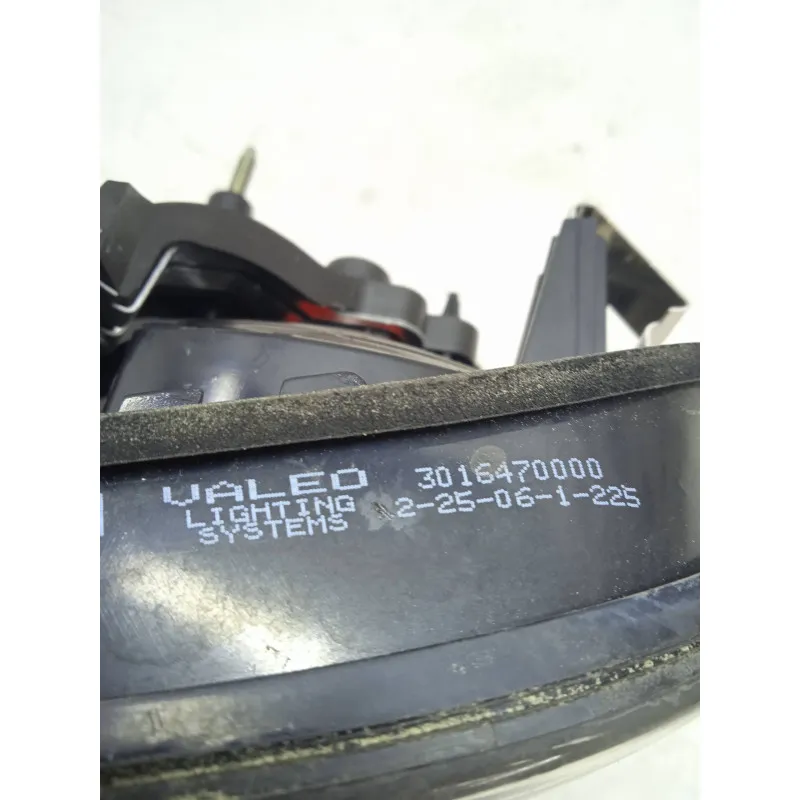 VALEO 3016470000
LIGHTING 2-25-06-1-225
SYSTEMS